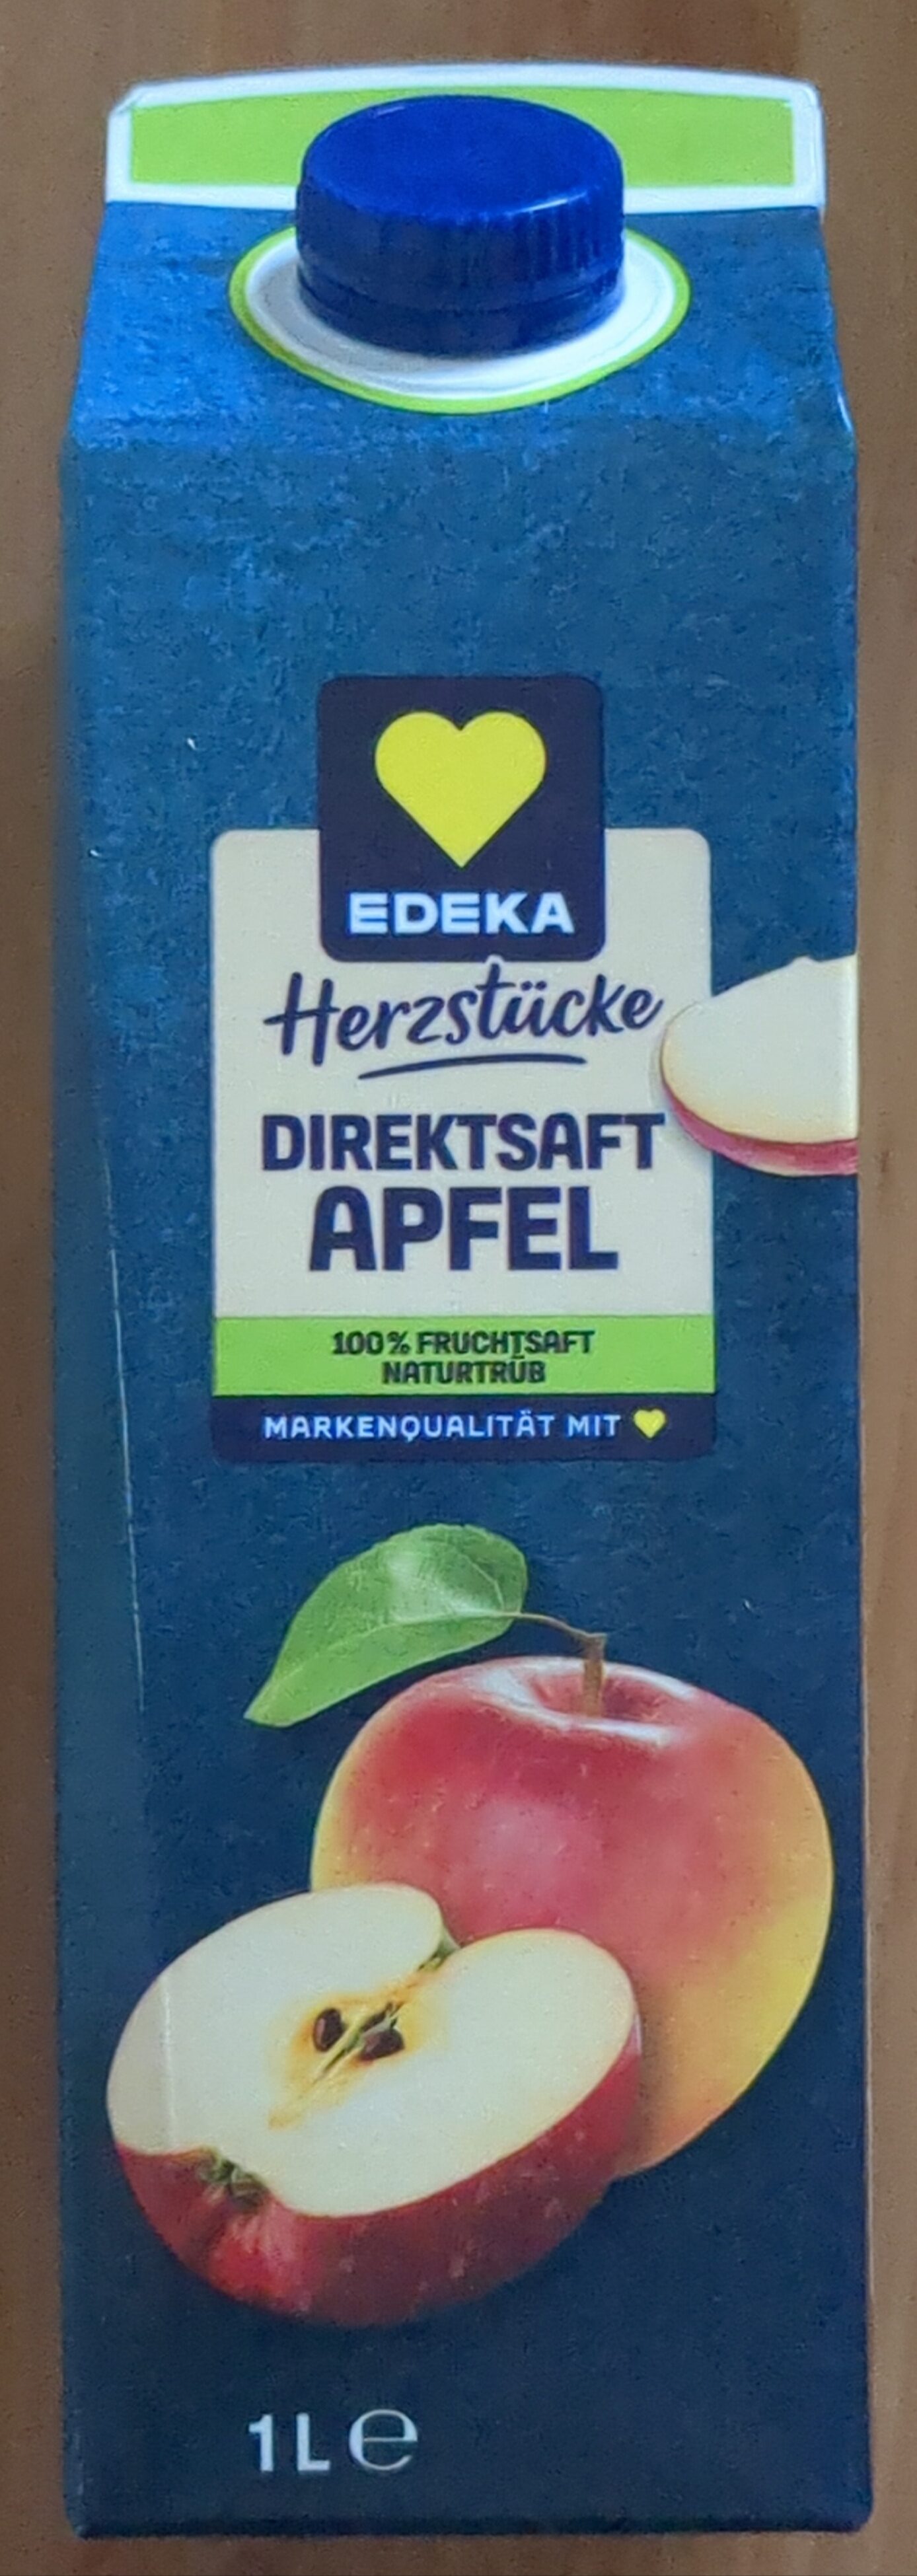 EDEKA
Herzstücke
DIREKTSAFT
APFEL
100% FRUCHTSAFT
NATURTRÜB
MARKENQUALITÄT MIT
1L ℮